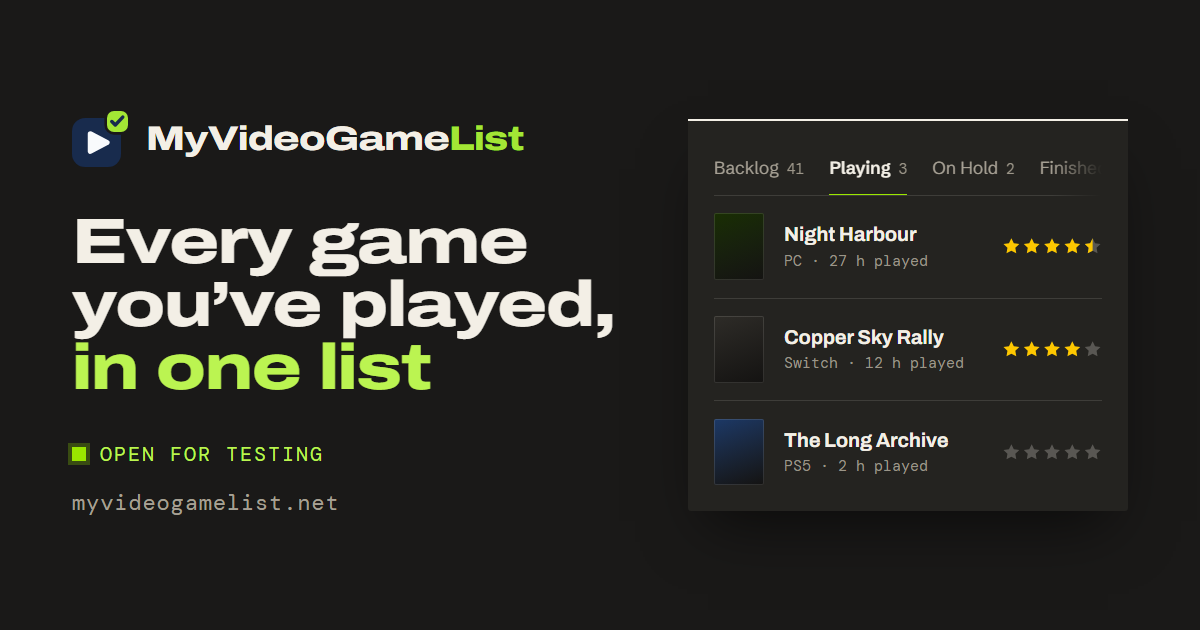 MyVideoGameList
Every game
you’ve played,
in one list
OPEN FOR TESTING
myvideogamelist.net
Backlog 41 Playing 3 On Hold 2 Finishe
Night Harbour
PC · 27 h played
Copper Sky Rally
Switch · 12 h played
The Long Archive
PS5 · 2 h played